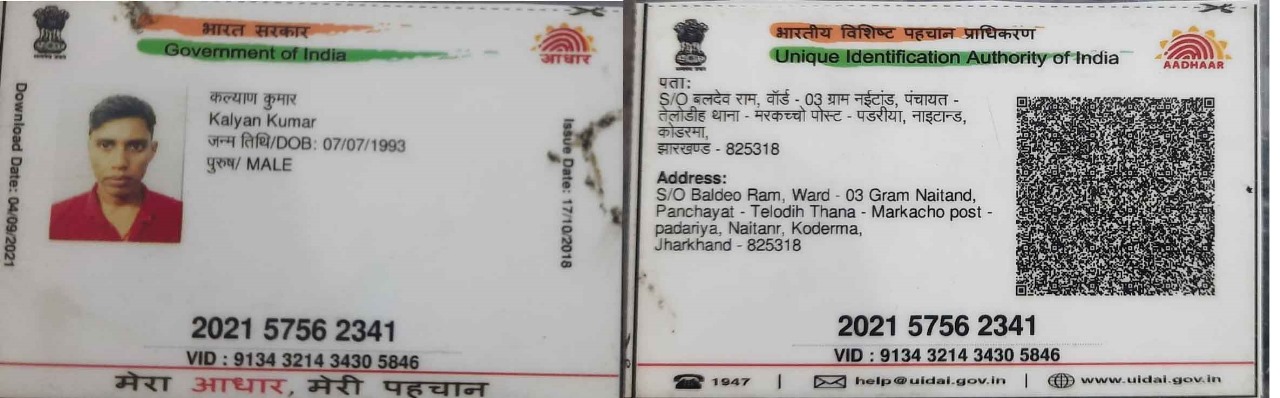 भारत सरकार
Government of India
आधार
Download Date: 04/09/2021
कल्याण कुमार
Kalyan Kumar
जन्म तिथि/DOB: 07/07/1993
पुरुष/ MALE
Issue Date: 17/10/2018
2021 5756 2341
VID : 9134 3214 3430 5846
मेरा आधार, मेरी पहचान
भारतीय विशिष्ट पहचान प्राधिकरण
Unique Identification Authority of India
AADHAAR
पता:
S/O बलदेव राम, वॉर्ड - 03 ग्राम नईटांड, पंचायत -
तेलोडीह थाना - मरकच्चो पोस्ट - पडरीया, नाइटान्ड,
कोडरमा,
झारखण्ड - 825318
Address:
S/O Baldeo Ram, Ward - 03 Gram Naitand,
Panchayat - Telodih Thana - Markacho post -
padariya, Naitanr, Koderma,
Jharkhand - 825318
2021 5756 2341
VID : 9134 3214 3430 5846
1947 | help@uidai.gov.in | www.uidai.gov.in